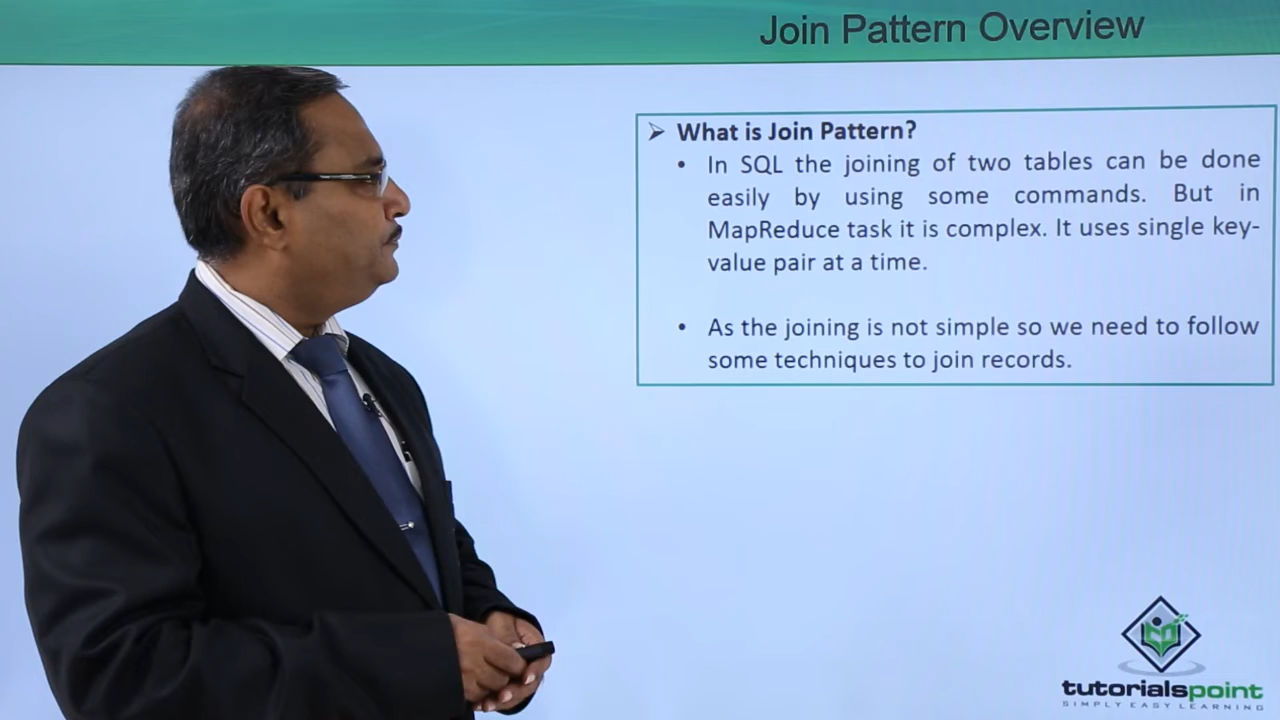 Join Pattern Overview
➢ What is Join Pattern?
• In SQL the joining of two tables can be done
easily by using some commands. But in
MapReduce task it is complex. It uses single key-
value pair at a time.
• As the joining is not simple so we need to follow
some techniques to join records.
tutorialspoint
SIMPLY EASY LEARNING